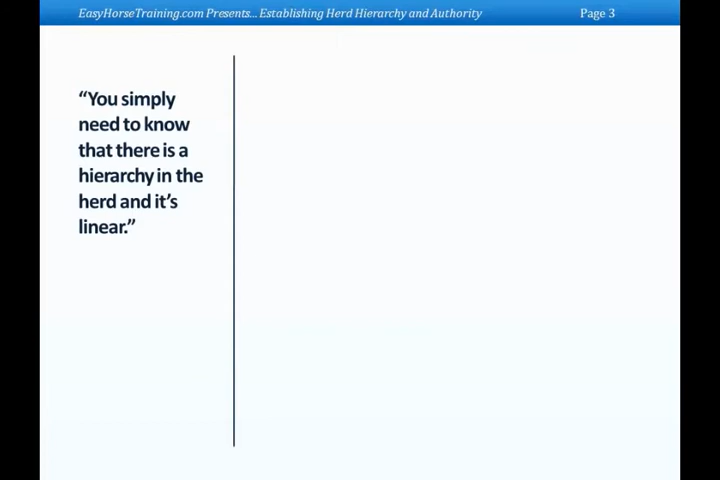 EasyHorseTraining.com Presents... Establishing Herd Hierarchy and Authority Page 3
“You simply
need to know
that there is a
hierarchy in the
herd and it’s
linear.”